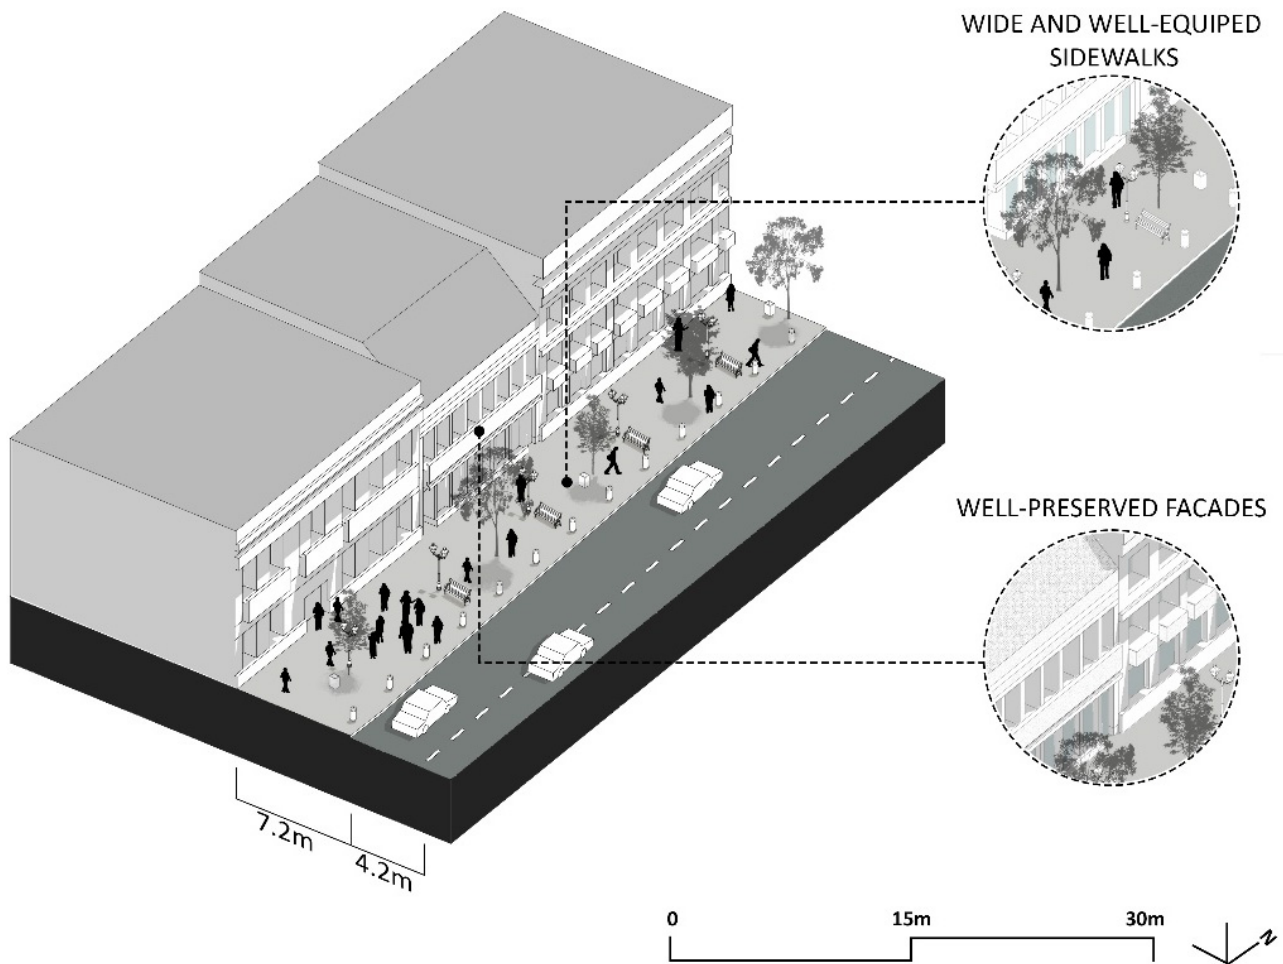 WIDE AND WELL-EQUIPED
SIDEWALKS
WELL-PRESERVED FACADES
7.2m
4.2m
0
15m
30m
N